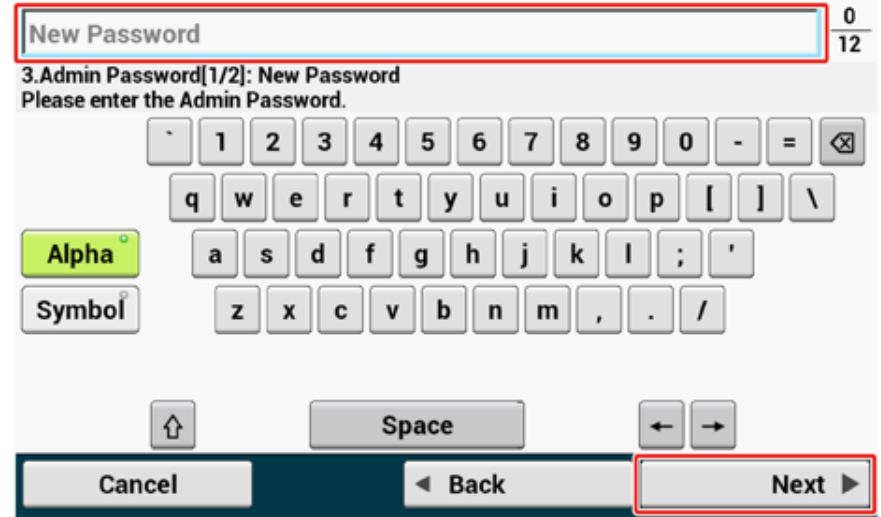 New Password
0
12
3.Admin Password[1/2]: New Password
Please enter the Admin Password.
` 1 2 3 4 5 6 7 8 9 0 - =
q w e r t y u i o p [ ] \
Alpha a s d f g h j k l ; '
Symbol z x c v b n m , . /
Space
Cancel Back Next